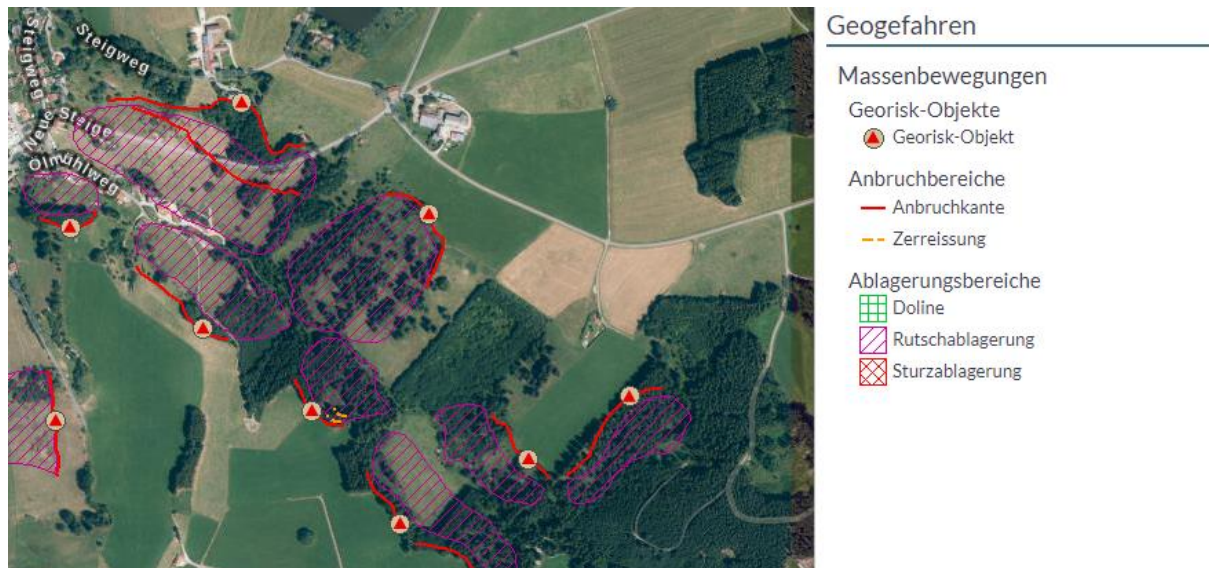 Steigweg
Steigweg
Neue Steige
Ölmühlweg
Geogefahren
Massenbewegungen
Georisk-Objekte
Georisk-Objekt
Anbruchbereiche
Anbruchkante
Zerreissung
Ablagerungsbereiche
Doline
Rutschablagerung
Sturzablagerung